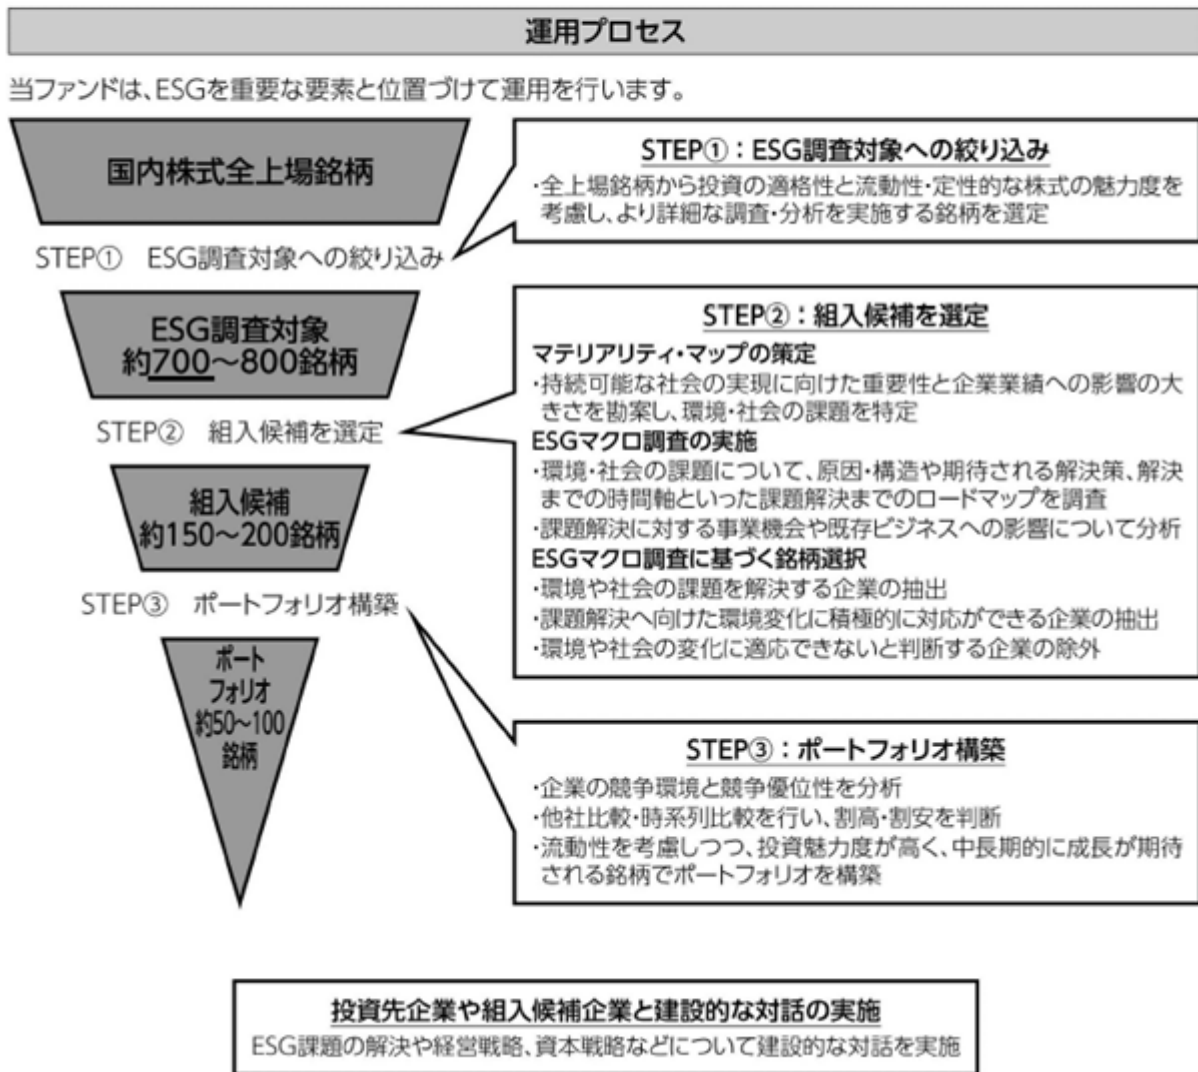 運用プロセス
当ファンドは、ESGを重要な要素と位置づけて運用を行います。
国内株式全上場銘柄
STEP① ESG調査対象への絞り込み
ESG調査対象
約700～800銘柄
STEP② 組入候補を選定
組入候補
約150～200銘柄
STEP③ ポートフォリオ構築
ポート
フォリオ
約50～100
銘柄
STEP①：ESG調査対象への絞り込み
・全上場銘柄から投資の適格性と流動性・定性的な株式の魅力度を
考慮し、より詳細な調査・分析を実施する銘柄を選定
STEP②：組入候補を選定
マテリアリティ・マップの策定
・持続可能な社会の実現に向けた重要性と企業業績への影響の大
きさを勘案し、環境・社会の課題を特定
ESGマクロ調査の実施
・環境・社会の課題について、原因・構造や期待される解決策、解決
までの時間軸といった課題解決までのロードマップを調査
・課題解決に対する事業機会や既存ビジネスへの影響について分析
ESGマクロ調査に基づく銘柄選択
・環境や社会の課題を解決する企業の抽出
・課題解決へ向けた環境変化に積極的に対応ができる企業の抽出
・環境や社会の変化に適応できないと判断する企業の除外
STEP③：ポートフォリオ構築
・企業の競争環境と競争優位性を分析
・他社比較・時系列比較を行い、割高・割安を判断
・流動性を考慮しつつ、投資魅力度が高く、中長期的に成長が期待
される銘柄でポートフォリオを構築
投資先企業や組入候補企業と建設的な対話の実施
ESG課題の解決や経営戦略、資本戦略などについて建設的な対話を実施